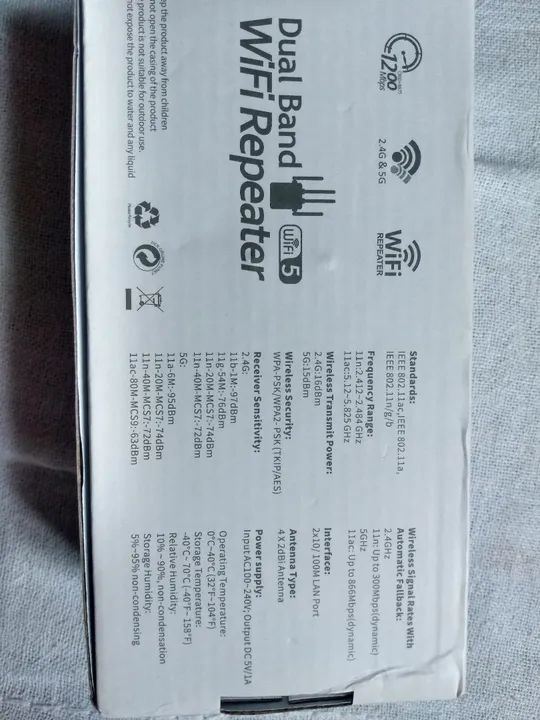 1200
Mbps
2.4G & 5G
WiFi
REPEATER
Dual Band
WiFi Repeater
WiFi 5
ep the product away from children
not open the casing of the product
product is not suitable for outdoor use.
not expose the product to water and any liquid
Standards:
IEEE 802.11ac,IEEE 802.11a,
IEEE 802.11n/g/b
Frequency Range:
11n:2.412~2.484 GHz
11ac:5.12~5.825 GHz
Wireless Transmit Power:
2.4G:16dBm
5G:15dBm
Wireless Security:
WPA-PSK/WPA2-PSK (TKIP/AES)
Receiver Sensitivity:
2.4G:
11b-1M:-97dBm
11g-54M:-76dBm
11n-20M-MCS7:-74dBm
11n-40M-MCS7:-72dBm
5G:
11a-6M:-95dBm
11n-20M-MCS7:-74dBm
11n-40M-MCS7:-72dBm
11ac-80M-MCS9:-63dBm
Wireless Signal Rates With
Automatic Fallback:
2.4GHz
11n: Up to 300Mbps(dynamic)
5GHz
11ac: Up to 866Mbps(dynamic)
Interface:
2x10/100M LAN Port
Antenna Type:
4 X 2dBi Antenna
Power supply:
Input AC100~240V; Output DC 5V/1A
Operating Temperature:
0°C~40°C (32°F~104°F)
Storage Temperature:
-40°C~ 70°C (-40°F~ 158°F)
Relative Humidity:
10% ~ 90%, non-condensation
Storage Humidity:
5%~95% non-condensing